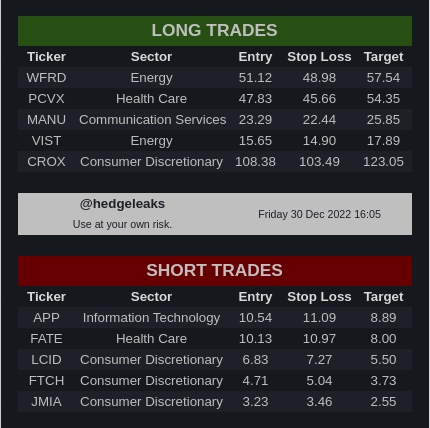 LONG TRADES
Ticker Sector Entry Stop Loss Target
WFRD Energy 51.12 48.98 57.54
PCVX Health Care 47.83 45.66 54.35
MANU Communication Services 23.29 22.44 25.85
VIST Energy 15.65 14.90 17.89
CROX Consumer Discretionary 108.38 103.49 123.05
@hedgeleaks
Use at your own risk.
Friday 30 Dec 2022 16:05
SHORT TRADES
Ticker Sector Entry Stop Loss Target
APP Information Technology 10.54 11.09 8.89
FATE Health Care 10.13 10.97 8.00
LCID Consumer Discretionary 6.83 7.27 5.50
FTCH Consumer Discretionary 4.71 5.04 3.73
JMIA Consumer Discretionary 3.23 3.46 2.55